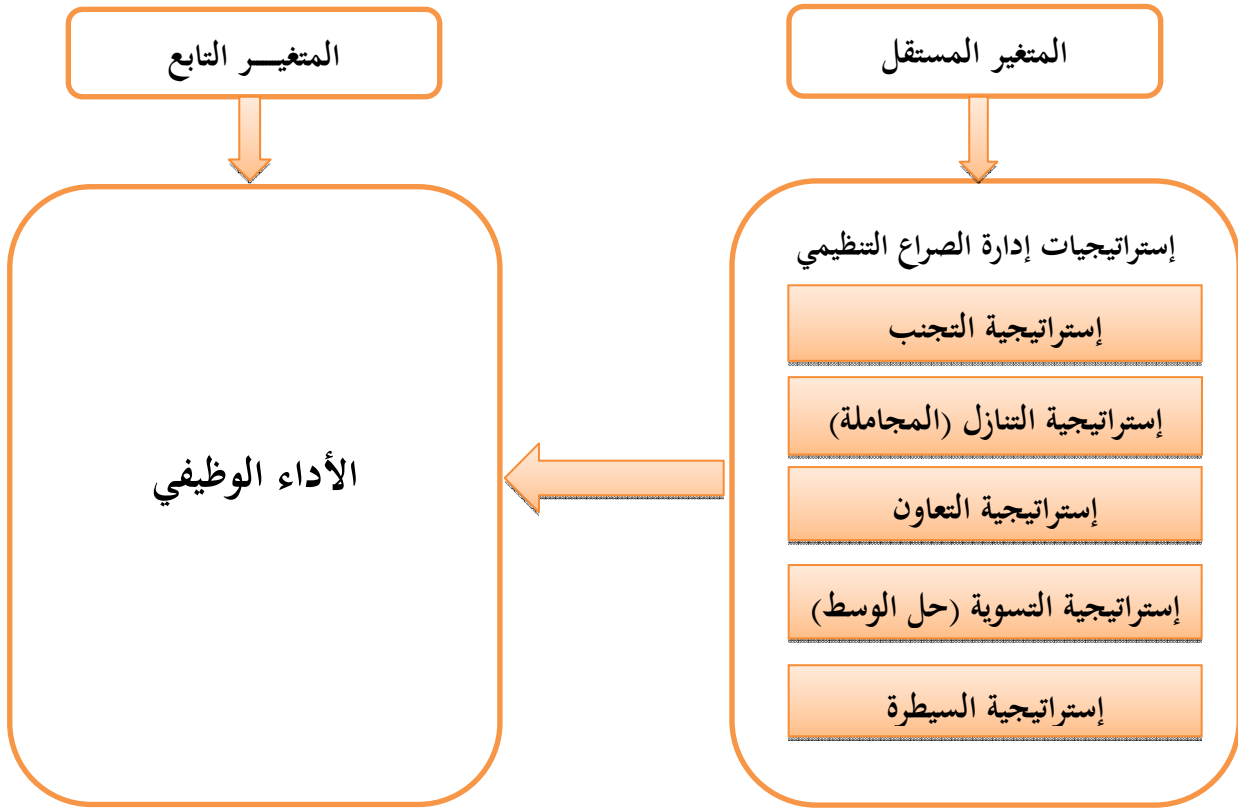 المتغير المستقل
المتغيـــر التابع
إستراتيجيات إدارة الصراع التنظيمي
إستراتيجية التجنب
إستراتيجية التنازل (المجاملة)
إستراتيجية التعاون
إستراتيجية التسوية (حل الوسط)
إستراتيجية السيطرة
الأداء الوظيفي